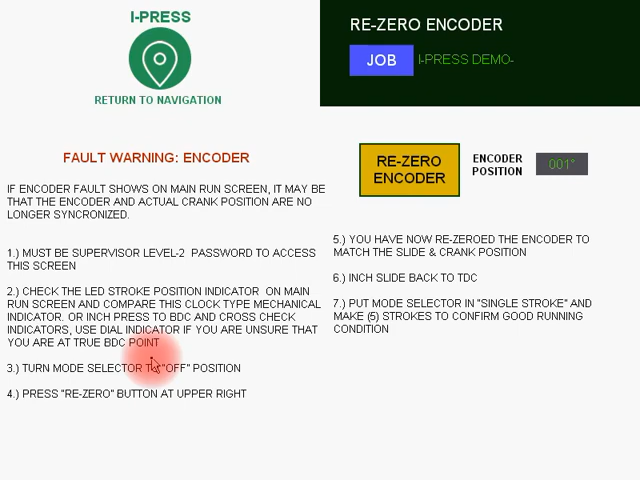 I-PRESS
RETURN TO NAVIGATION
RE-ZERO ENCODER
JOB
I-PRESS DEMO-
FAULT WARNING: ENCODER
IF ENCODER FAULT SHOWS ON MAIN RUN SCREEN, IT MAY BE
THAT THE ENCODER AND ACTUAL CRANK POSITION ARE NO
LONGER SYNCRONIZED.
1.) MUST BE SUPERVISOR LEVEL-2 PASSWORD TO ACCESS
THIS SCREEN
2.) CHECK THE LED STROKE POSITION INDICATOR ON MAIN
RUN SCREEN AND COMPARE THIS CLOCK TYPE MECHANICAL
INDICATOR. OR INCH PRESS TO BDC AND CROSS CHECK
INDICATORS, USE DIAL INDICATOR IF YOU ARE UNSURE THAT
YOU ARE AT TRUE BDC POINT
3.) TURN MODE SELECTOR TO "OFF" POSITION
4.) PRESS "RE-ZERO" BUTTON AT UPPER RIGHT
RE-ZERO
ENCODER
ENCODER
POSITION
001°
5.) YOU HAVE NOW RE-ZEROED THE ENCODER TO
MATCH THE SLIDE & CRANK POSITION
6.) INCH SLIDE BACK TO TDC
7.) PUT MODE SELECTOR IN "SINGLE STROKE" AND
MAKE (5) STROKES TO CONFIRM GOOD RUNNING
CONDITION